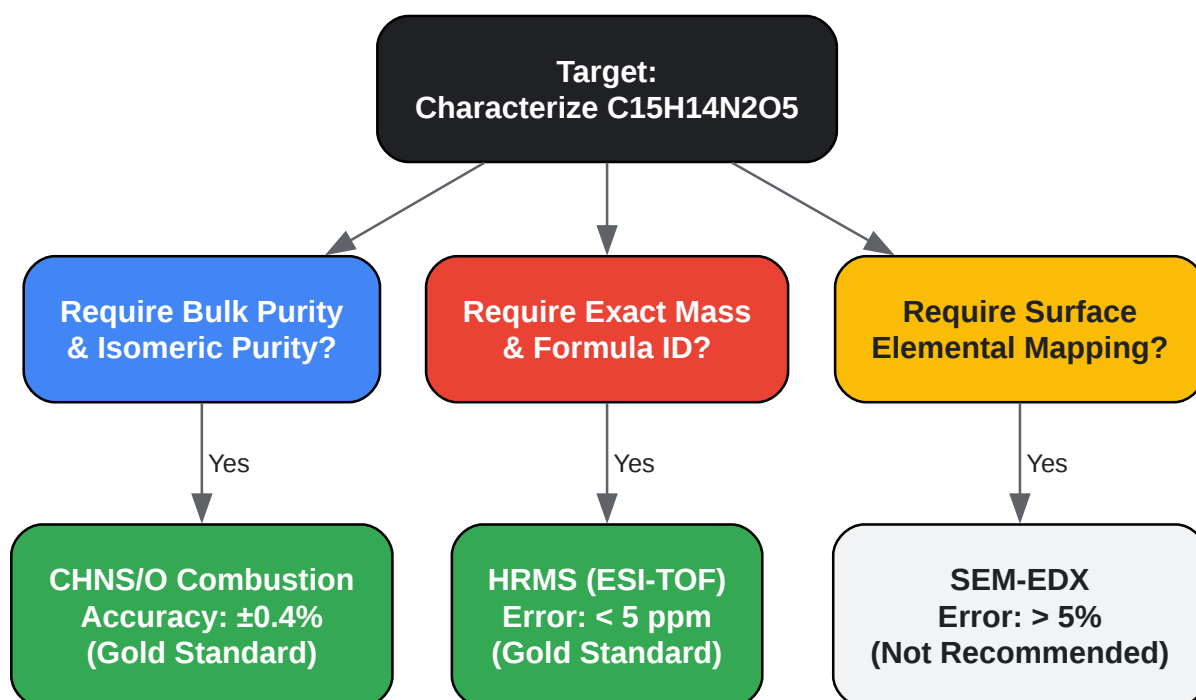 Target:
Characterize C15H14N2O5
Require Bulk Purity
& Isomeric Purity?
Require Exact Mass
& Formula ID?
Require Surface
Elemental Mapping?
Yes
Yes
Yes
CHNS/O Combustion
Accuracy: ±0.4%
(Gold Standard)
HRMS (ESI-TOF)
Error: < 5 ppm
(Gold Standard)
SEM-EDX
Error: > 5%
(Not Recommended)